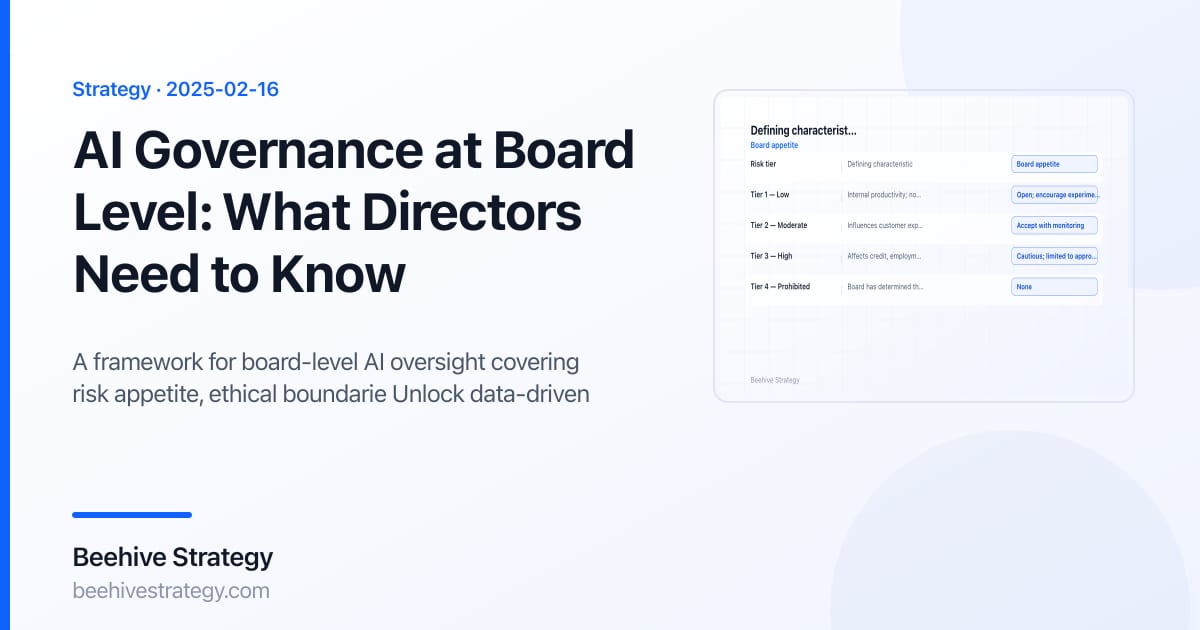 Strategy · 2025-02-16
AI Governance at Board
Level: What Directors
Need to Know
A framework for board-level AI oversight covering
risk appetite, ethical boundarie Unlock data-driven
Beehive Strategy
beehivestrategy.com
Defining characterist...
Board appetite
Risk tier Defining characteristic Board appetite
Tier 1 — Low Internal productivity; no... Open; encourage experime...
Tier 2 — Moderate Influences customer exp... Accept with monitoring
Tier 3 — High Affects credit, employm... Cautious; limited to appro...
Tier 4 — Prohibited Board has determined th... None
Beehive Strategy